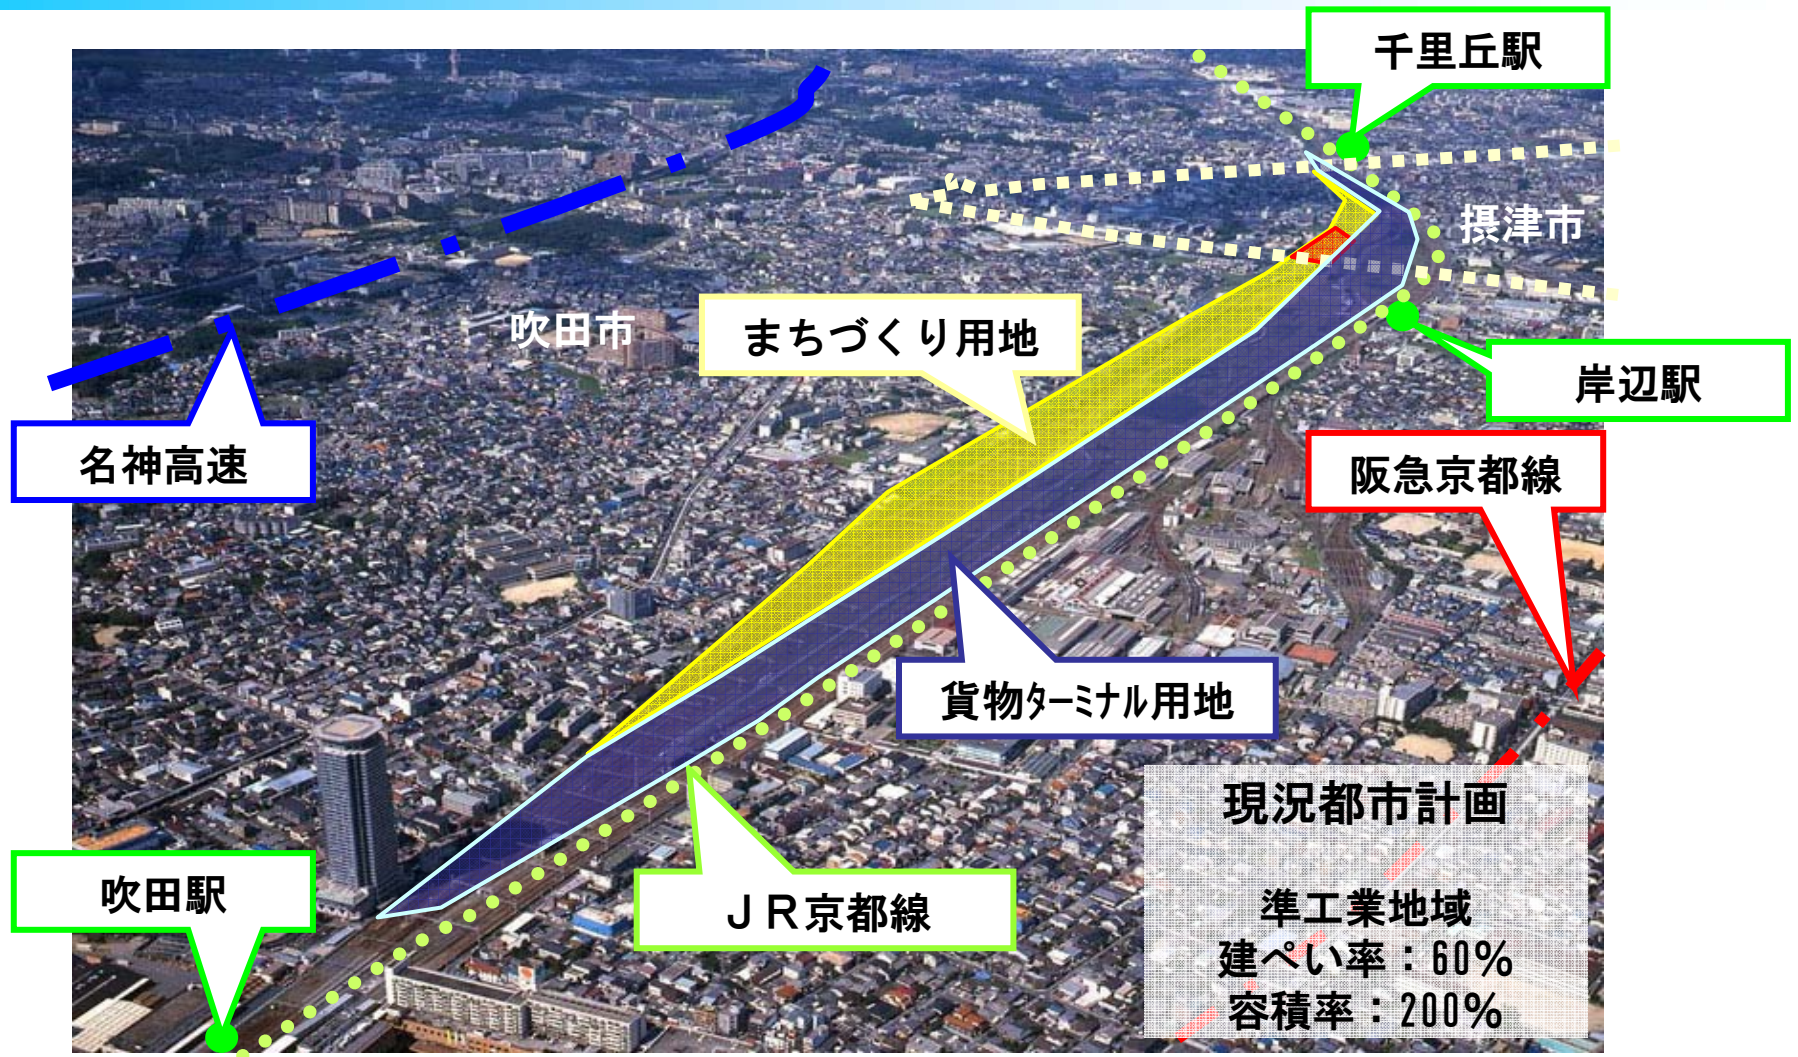 千里丘駅
摂津市
吹田市
まちづくり用地
岸辺駅
名神高速
阪急京都線
貨物ターミナル用地
現況都市計画
吹田駅
ＪＲ京都線
準工業地域
建ぺい率：60%
容積率：200%